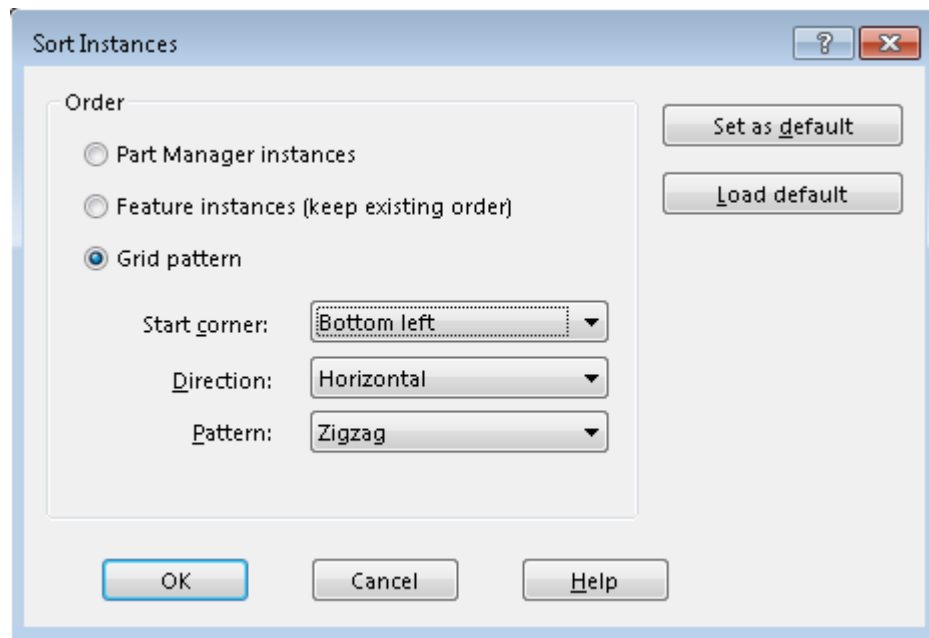 Sort Instances
?
Order
Part Manager instances
Feature instances (keep existing order)
Grid pattern
Start corner:
Bottom left
Direction:
Horizontal
Pattern:
Zigzag
Set as default
Load default
OK
Cancel
Help